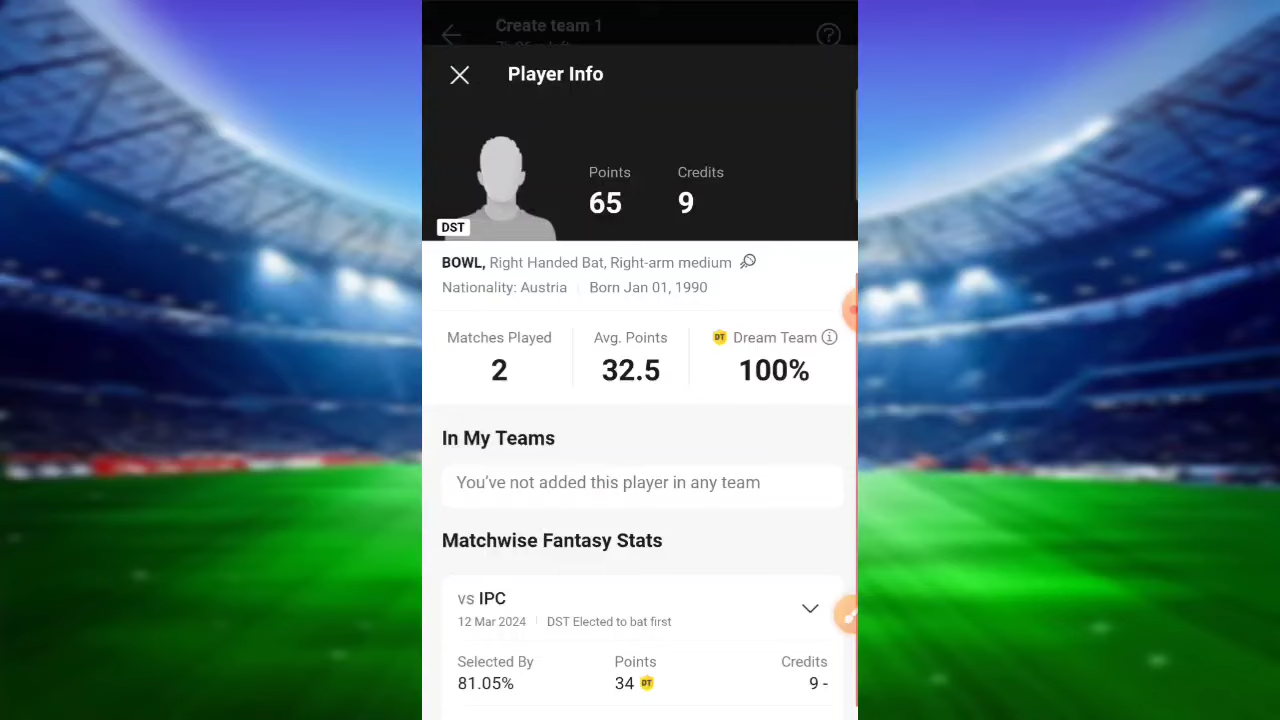 Create team 1
Player Info
Points Credits
65 9
DST
BOWL, Right Handed Bat, Right-arm medium
Nationality: Austria Born Jan 01, 1990
Matches Played Avg. Points DT Dream Team
2 32.5 100%
In My Teams
You've not added this player in any team
Matchwise Fantasy Stats
vs IPC
12 Mar 2024 DST Elected to bat first
Selected By Points Credits
81.05% 34 DT 9 -